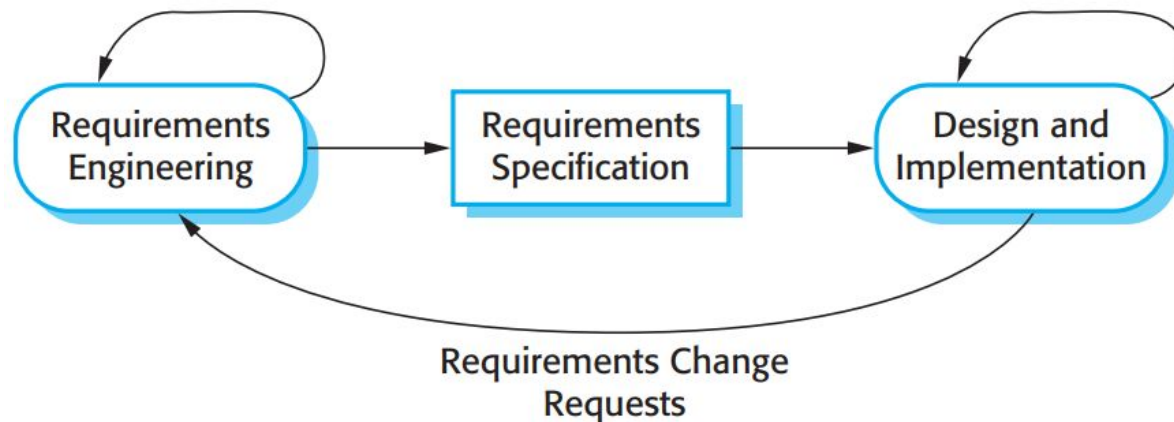 Requirements
Engineering
Requirements
Specification
Design and
Implementation
Requirements Change
Requests